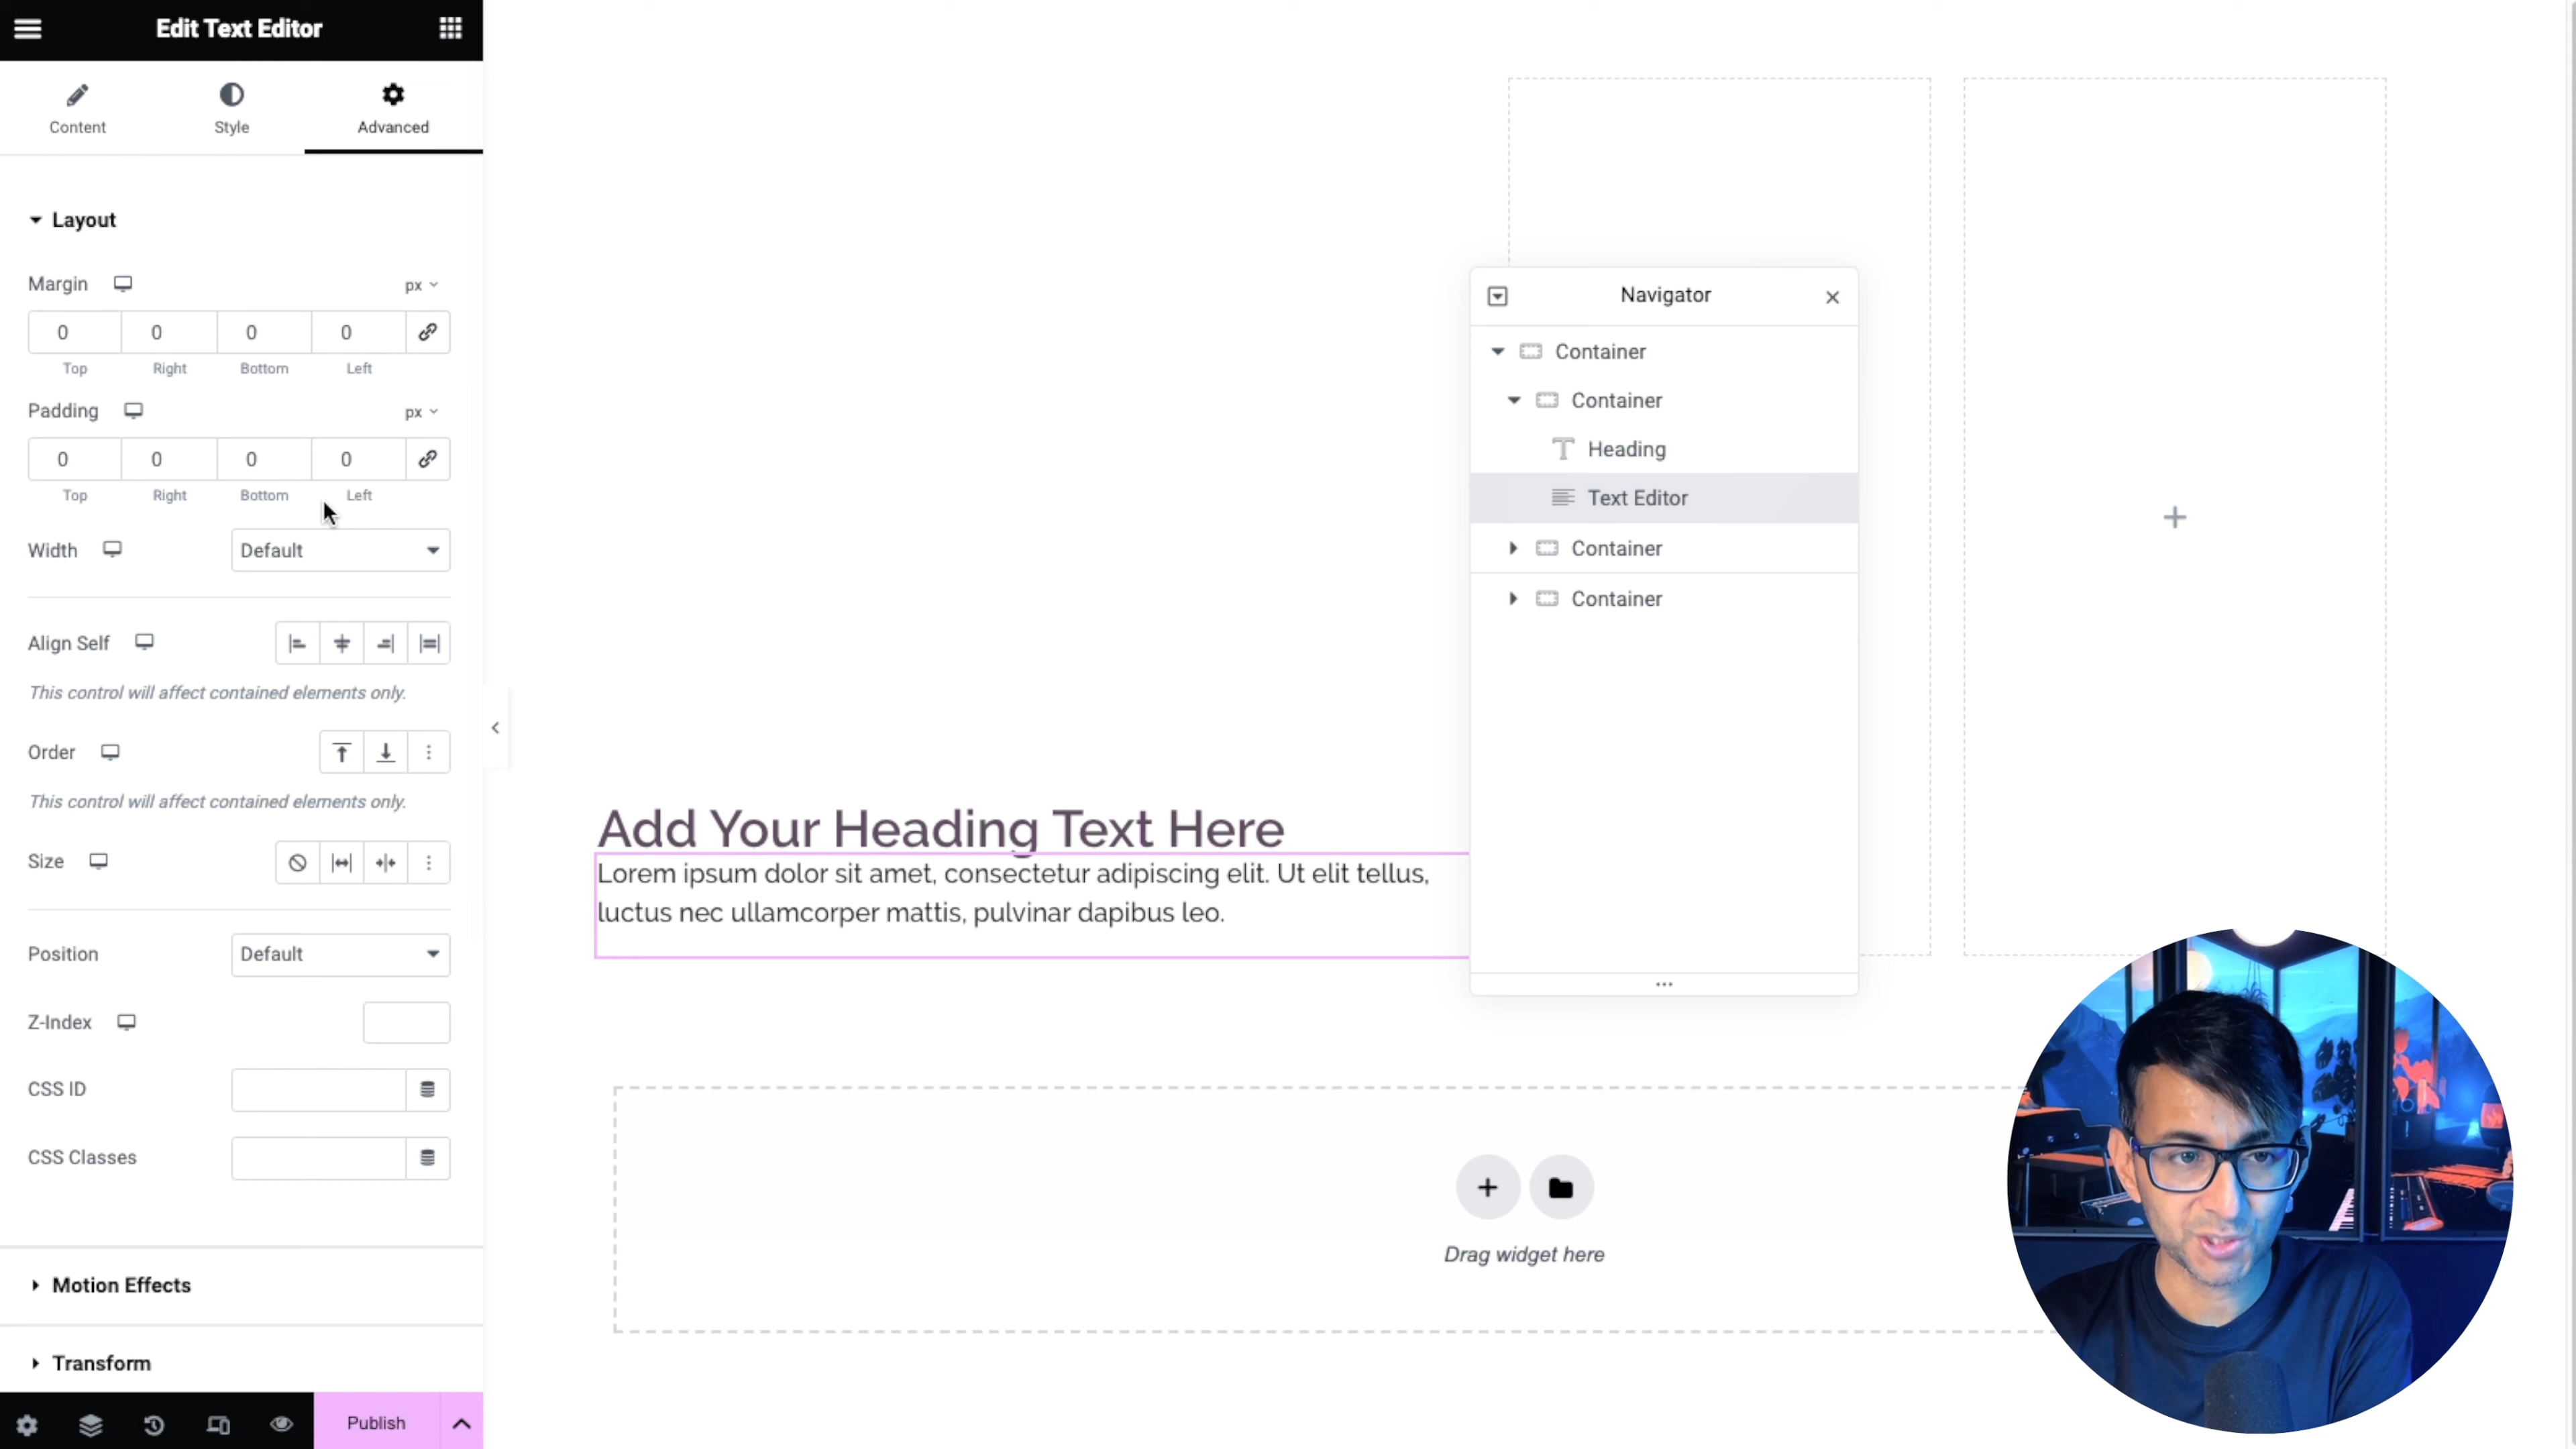 Edit Text Editor
Content
Style
Advanced
Layout
Margin
px
0 0 0 0
Top Right Bottom Left
Padding
px
0 0 0 0
Top Right Bottom Left
Width
Default
Align Self
This control will affect contained elements only.
Order
This control will affect contained elements only.
Size
Position
Default
Z-Index
CSS ID
CSS Classes
Motion Effects
Transform
Publish
Navigator
Container
Container
Heading
Text Editor
Container
Container
Add Your Heading Text Here
Lorem ipsum dolor sit amet, consectetur adipiscing elit. Ut elit tellus,
luctus nec ullamcorper mattis, pulvinar dapibus leo.
Drag widget here